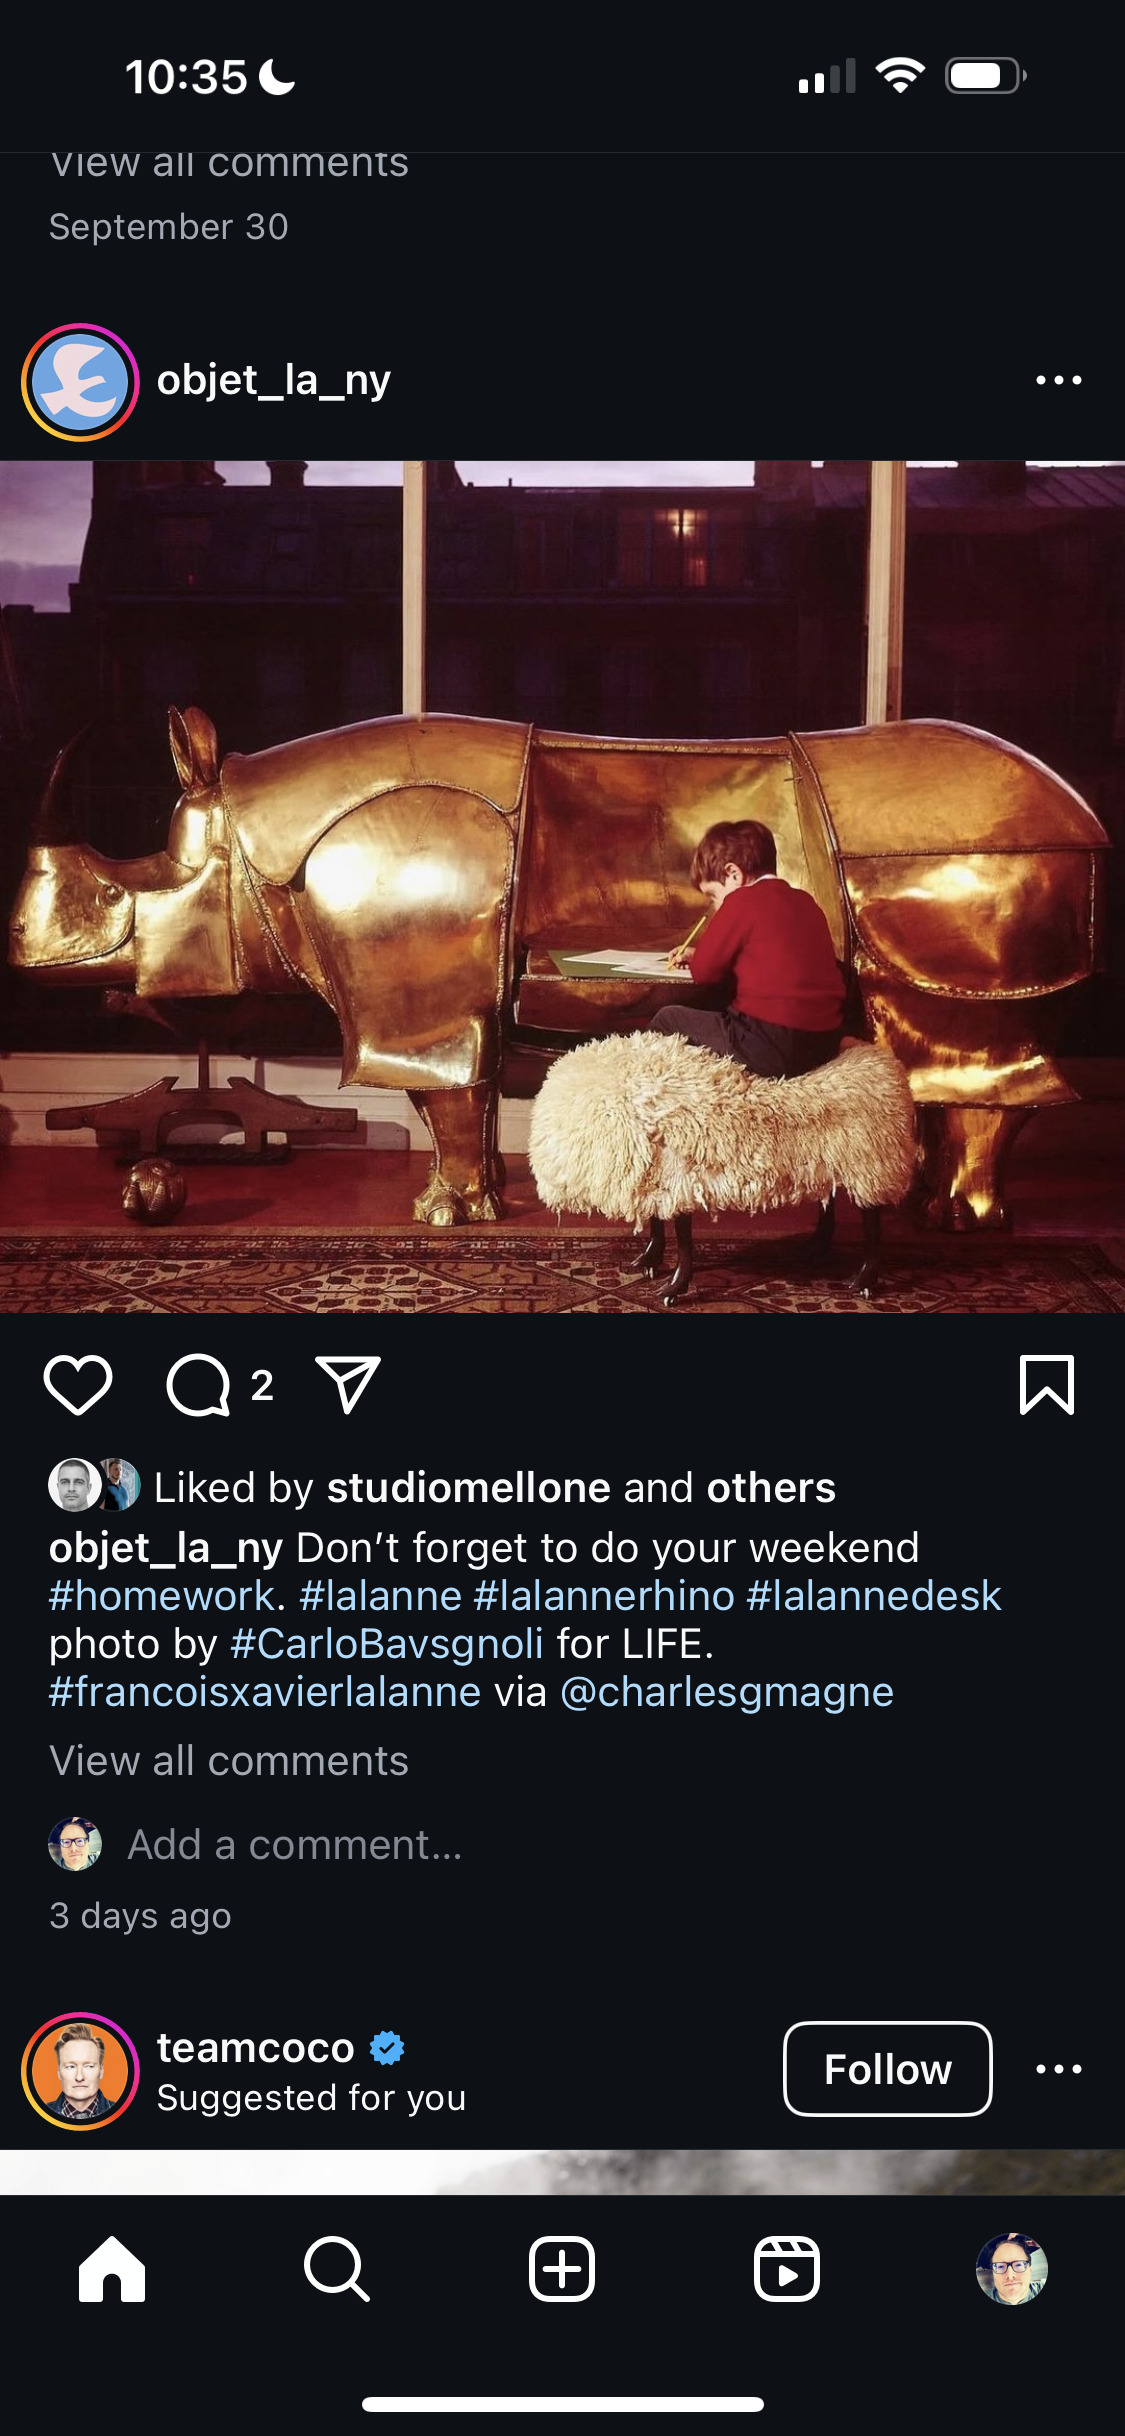 10:35
View all comments
September 30
objet_la_ny
2
Liked by studiomellone and others
objet_la_ny Don’t forget to do your weekend
#homework. #lalanne #lalannerhino #lalannedesk
photo by #CarloBavsgnoli for LIFE.
#francoisxavierlalanne via @charlesgmagne
View all comments
Add a comment...
3 days ago
teamcoco
Suggested for you
Follow